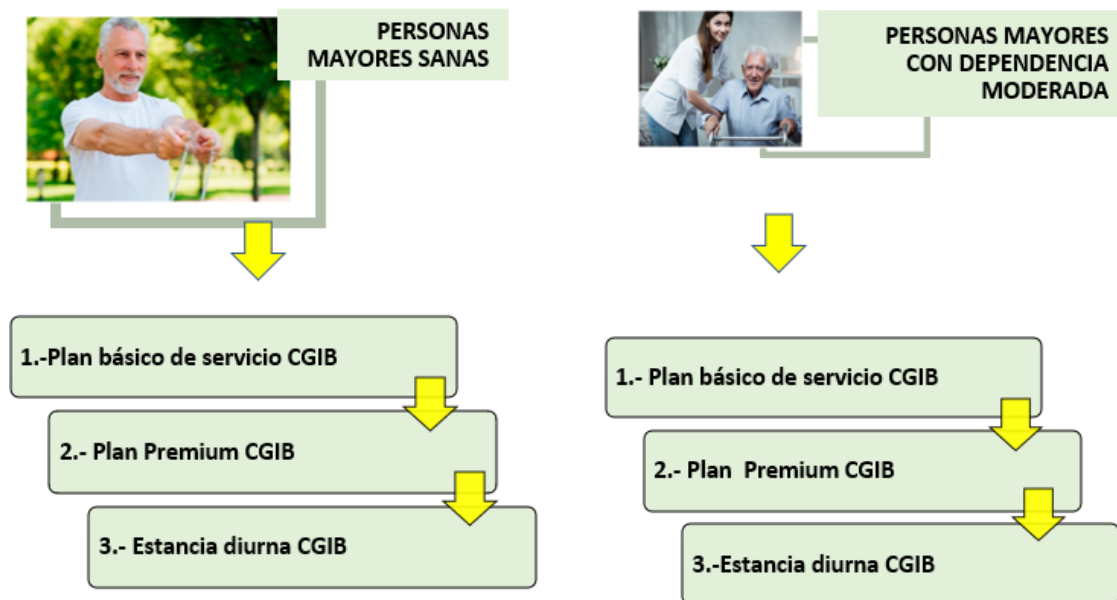 PERSONAS
MAYORES SANAS
1.-Plan básico de servicio CGIB
2.- Plan Premium CGIB
3.- Estancia diurna CGIB
PERSONAS MAYORES
CON DEPENDENCIA
MODERADA
1.- Plan básico de servicio CGIB
2.- Plan  Premium CGIB
3.-Estancia diurna CGIB